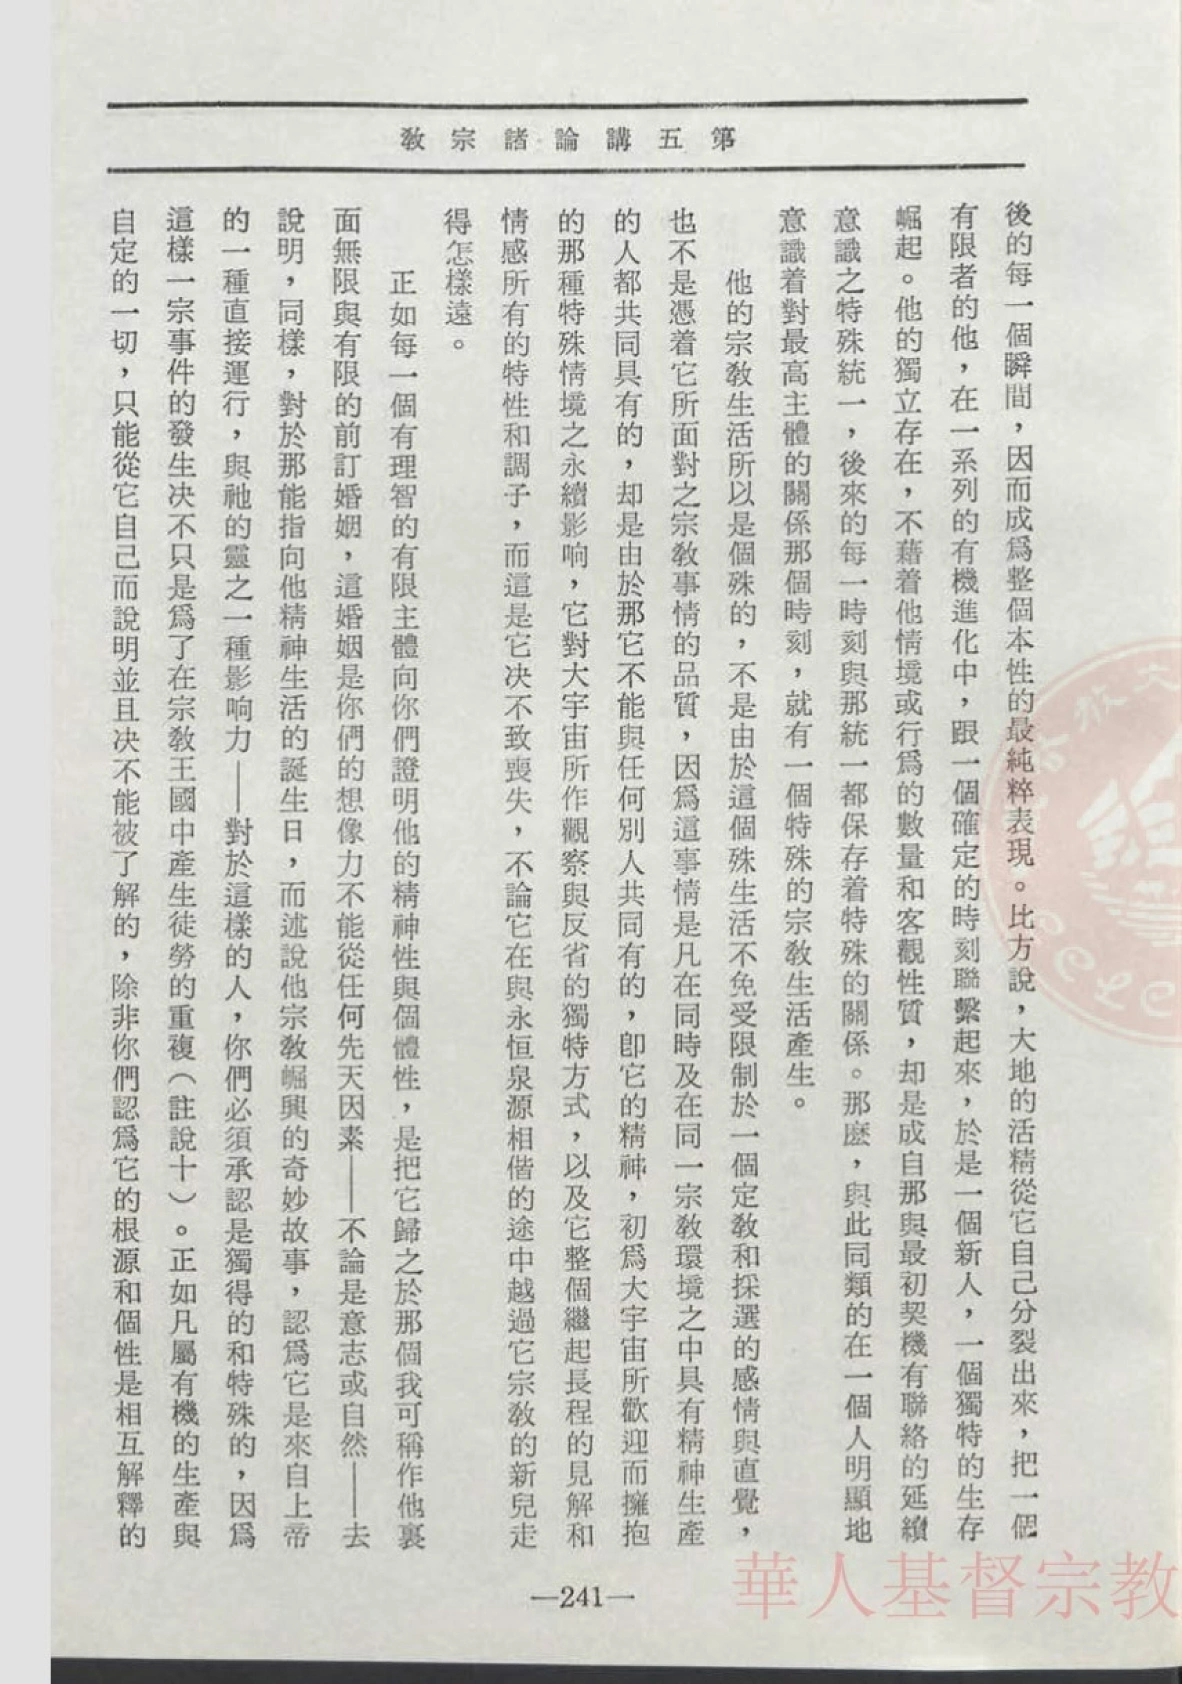 第五講論諸宗敎
後的每一個瞬間，因而成爲整個本性的最純粹表現。比方說，大地的活精從它自己分裂出來，把一個
有限者的他，在一系列的有機進化中，跟一個確定的時刻聯繫起來，於是一個新人，一個獨特的生存
崛起。他的獨立存在，不藉着他情境或行爲的數量和客觀性質，却是成自那與最初契機有聯絡的延續
意識之特殊統一，後來的每一時刻與那統一都保存着特殊的關係。那麽，與此同類的在一個人明顯地
意識着對最高主體的關係那個時刻，就有一個特殊的宗敎生活產生。
他的宗敎生活所以是個殊的，不是由於這個殊生活不免受限制於一個定敎和採選的感情與直覺，
也不是憑着它所面對之宗敎事情的品質，因爲這事情是凡在同時及在同一宗敎環境之中具有精神生產
的人都共同具有的，却是由於那它不能與任何別人共同有的，卽它的精神，初爲大宇宙所歡迎而擁抱
的那種特殊情境之永續影响，它對大宇宙所作觀察與反省的獨特方式，以及它整個繼起長程的見解和
情感所有的特性和調子，而這是它决不致喪失，不論它在與永恒泉源相偕的途中越過它宗敎的新兒走
得怎樣遠。
正如每一個有理智的有限主體向你們證明他的精神性與個體性，是把它歸之於那個我可稱作他裏
面無限與有限的前訂婚姻，這婚姻是你們的想像力不能從任何先天因素——不論是意志或自然——去
說明，同樣，對於那能指向他精神生活的誕生日，而述說他宗敎崛興的奇妙故事，認爲它是來自上帝
的一種直接運行，與祂的靈之一種影响力——對於這樣的人，你們必須承認是獨得的和特殊的，因爲
這樣一宗事件的發生决不只是爲了在宗敎王國中產生徒勞的重複（註說十）。正如凡屬有機的生產與
自定的一切，只能從它自己而說明並且决不能被了解的，除非你們認爲它的根源和個性是相互解釋的
—241—
華人基督宗教